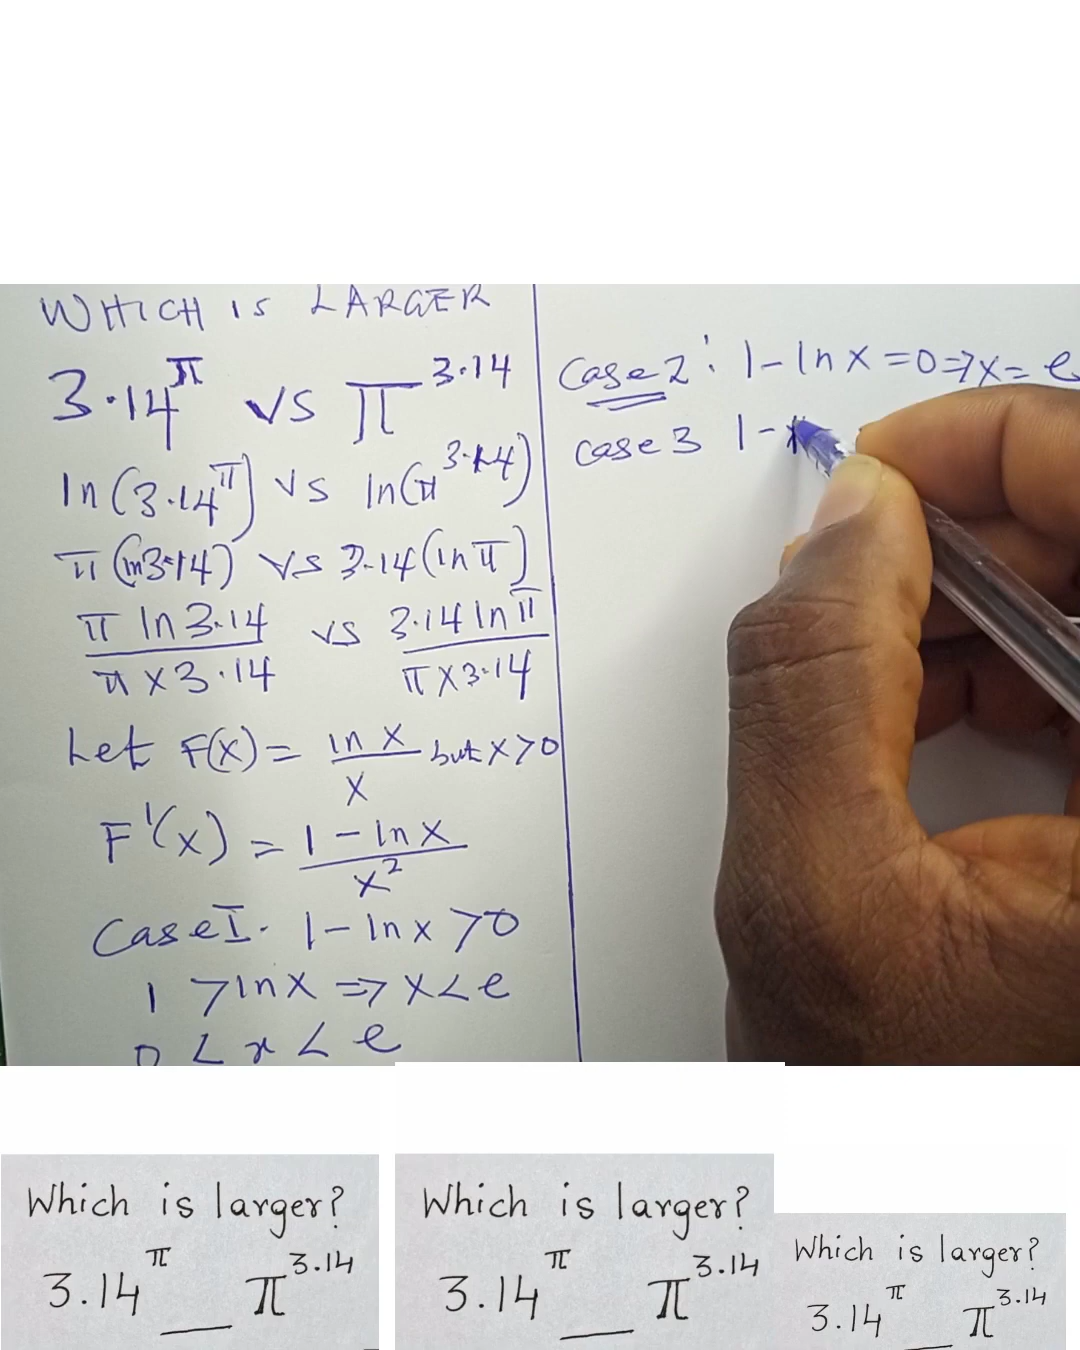 WHICH IS LARGER
3.14^π vs π^3.14
ln(3.14^π) vs ln(π^3.14)
π(ln3.14) vs 3.14(lnπ)
π ln3.14 / π×3.14 vs 3.14 lnπ / π×3.14
Let F(x) = ln x / x but x>0
F'(x) = 1-ln x / x²
Case I. 1-ln x >0
1 >ln x => x<e
0 < x < e
Case 2: 1-ln x =0=>x=e
case 3 1-
Which is larger?
3.14^π __ π^3.14
Which is larger?
3.14^π __ π^3.14
Which is larger?
3.14^π __ π^3.14